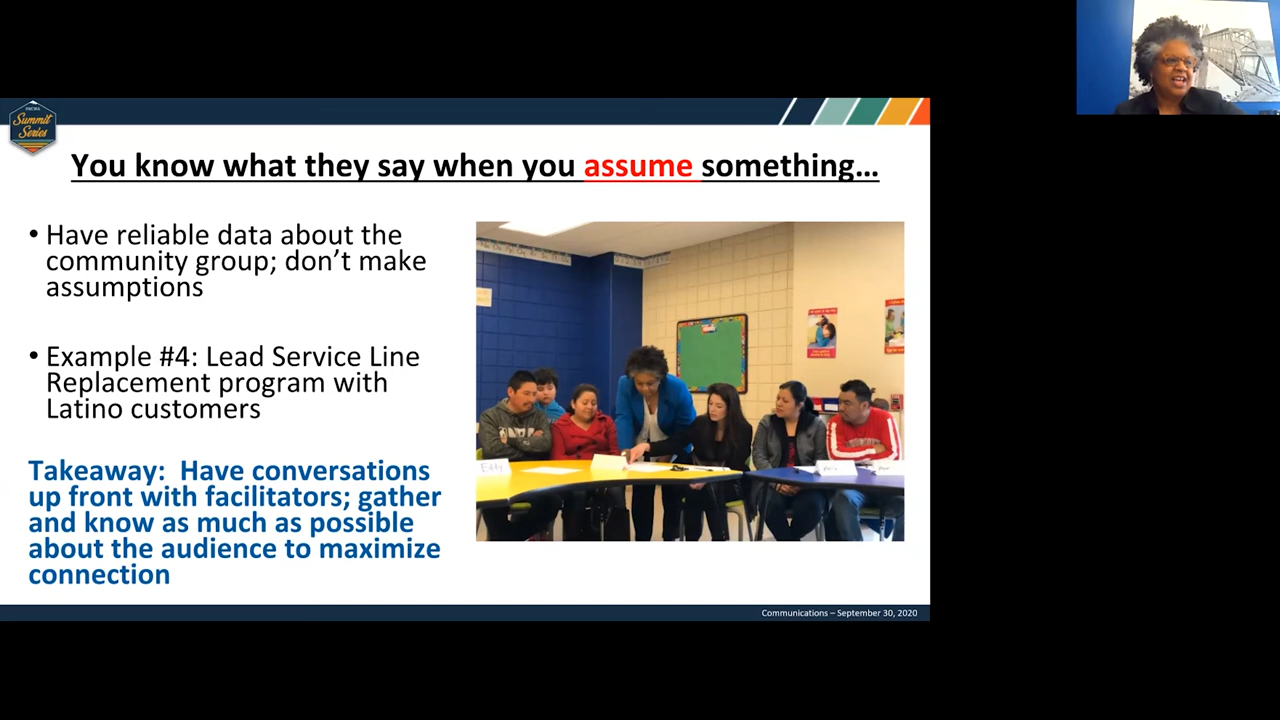 Summit
Series
You know what they say when you assume something…
• Have reliable data about the
community group; don’t make
assumptions
• Example #4: Lead Service Line
Replacement program with
Latino customers
Takeaway: Have conversations
up front with facilitators; gather
and know as much as possible
about the audience to maximize
connection
Eddy
Communications – September 30, 2020